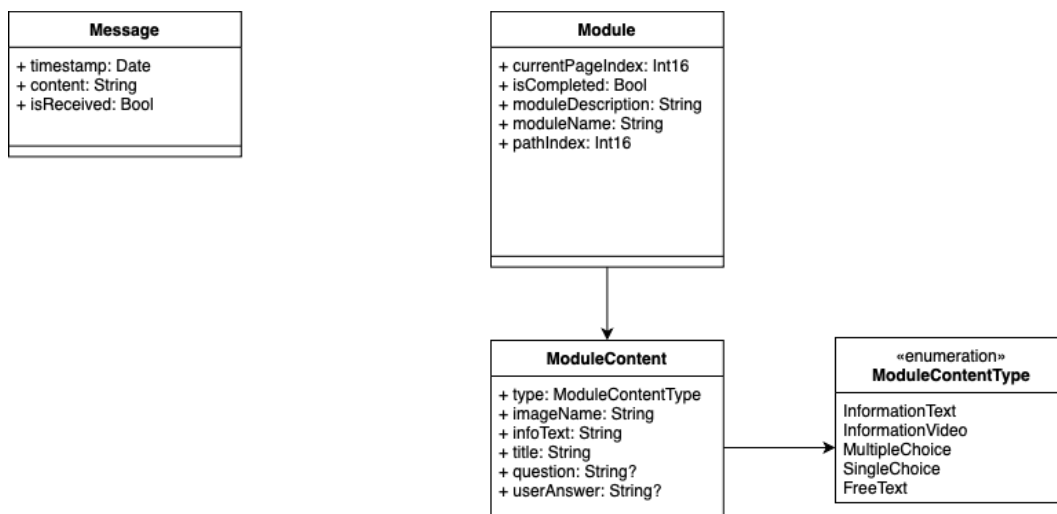 Message
+ timestamp: Date
+ content: String
+ isReceived: Bool
Module
+ currentPageIndex: Int16
+ isCompleted: Bool
+ moduleDescription: String
+ moduleName: String
+ pathIndex: Int16
ModuleContent
+ type: ModuleContentType
+ imageName: String
+ infoText: String
+ title: String
+ question: String?
+ userAnswer: String?
«enumeration»
ModuleContentType
InformationText
InformationVideo
MultipleChoice
SingleChoice
FreeText